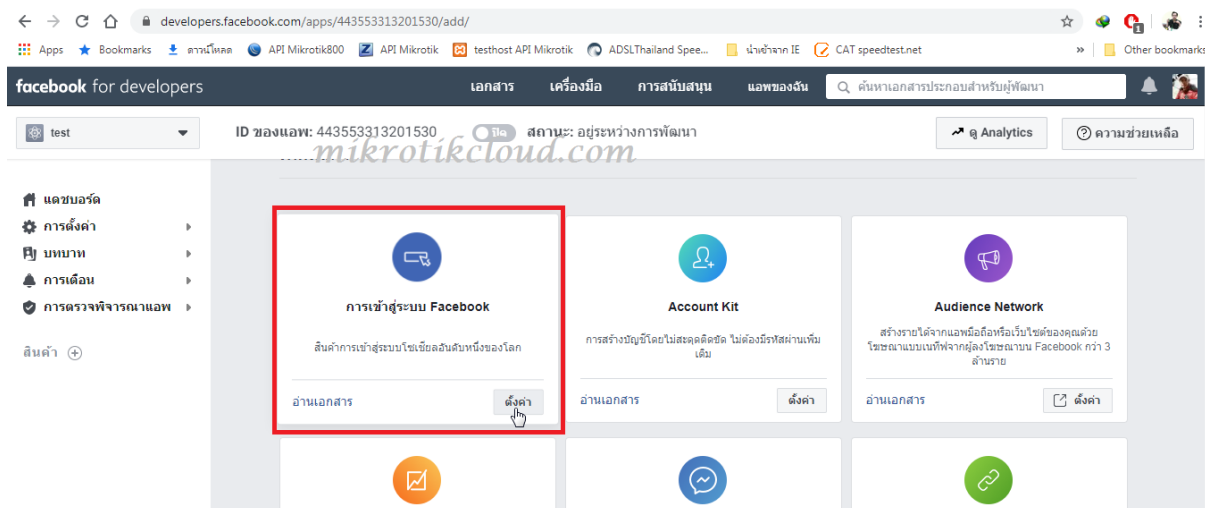 developers.facebook.com/apps/443553313201530/add/
Apps Bookmarks ดาวน์โหลด API Mikrotik800 API Mikrotik testhost API Mikrotik ADSLThailand Spee... นำเข้าจาก IE CAT speedtest.net » Other bookmarks
facebook for developers เอกสาร เครื่องมือ การสนับสนุน แอพของฉัน ค้นหาเอกสารประกอบสำหรับผู้พัฒนา
test ID ของแอพ: 443553313201530 ปิด สถานะ: อยู่ระหว่างการพัฒนา ดู Analytics ความช่วยเหลือ
mikrotikcloud.com
แดชบอร์ด
การตั้งค่า
บทบาท
การเตือน
การตรวจพิจารณาแอพ
สินค้า
การเข้าสู่ระบบ Facebook
สินค้าการเข้าสู่ระบบโซเชียลอันดับหนึ่งของโลก
อ่านเอกสาร ตั้งค่า
Account Kit
การสร้างบัญชีโดยไม่สะดุดติดขัด ไม่ต้องมีรหัสผ่านเพิ่ม
เติม
อ่านเอกสาร ตั้งค่า
Audience Network
สร้างรายได้จากแอพมือถือหรือเว็บไซต์ของคุณด้วย
โฆษณาแบบเนทีฟจากผู้ลงโฆษณาบน Facebook กว่า 3
ล้านราย
อ่านเอกสาร ตั้งค่า